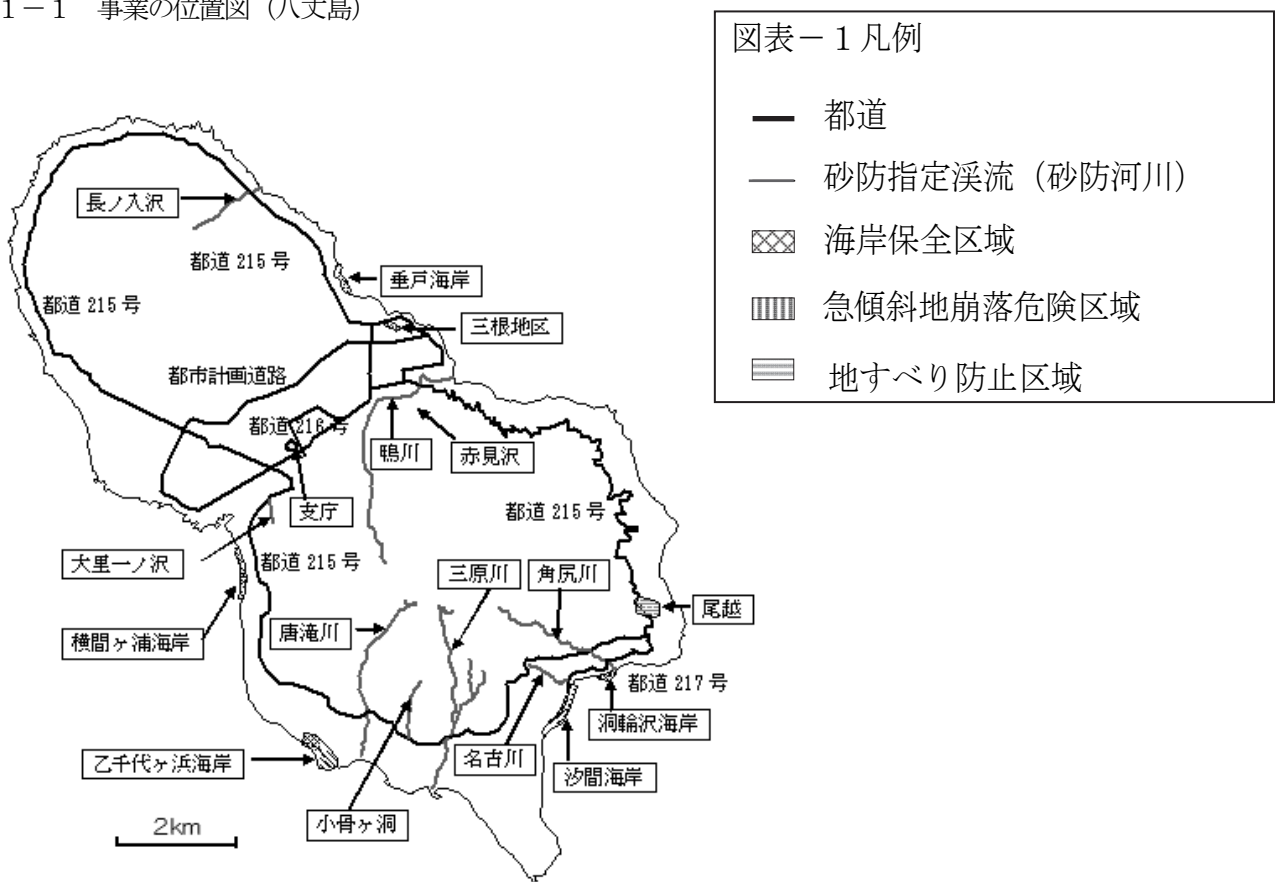 1－1　事業の位置図（八丈島）
図表－１凡例
都道
砂防指定渓流（砂防河川）
海岸保全区域
急傾斜地崩落危険区域
地すべり防止区域
長ノ入沢
都道 215 号
垂戸海岸
都道 215 号
三根地区
都市計画道路
都道 216 号
鴨川
赤見沢
支庁
都道 215 号
大里一ノ沢
都道 215 号
三原川
角尻川
尾越
唐滝川
横間ヶ浦海岸
都道 217 号
洞輪沢海岸
名古川
汐間海岸
乙千代ヶ浜海岸
小骨ヶ洞
2km